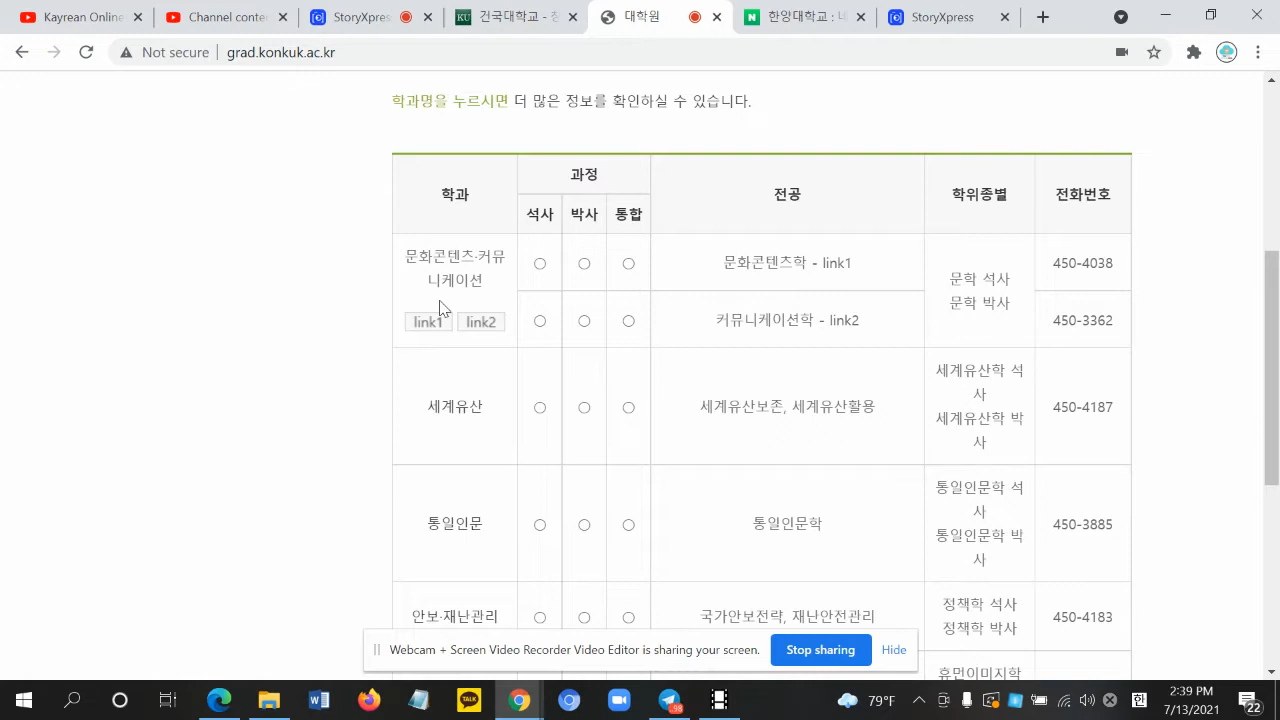 Kayrean Online
Channel conte
StoryXpres
건국대학교 - 흥
대학원
한양대학교 : 네
StoryXpress
Not secure
grad.konkuk.ac.kr
학과명을 누르시면 더 많은 정보를 확인하실 수 있습니다.
학과
과정
전공
학위종별
전화번호
석사
박사
통합
문화콘텐츠·커뮤
니케이션
link1
link2
○
○
○
문화콘텐츠학 - link1
450-4038
○
○
○
커뮤니케이션학 - link2
문학 석사
문학 박사
450-3362
세계유산
○
○
○
세계유산보존, 세계유산활용
세계유산학 석
사
세계유산학 박
사
450-4187
통일인문
○
○
○
통일인문학
통일인문학 석
사
통일인문학 박
사
450-3885
안보·재난관리
○
○
○
국가안보전략, 재난안전관리
정책학 석사
정책학 박사
450-4183
휴먼이미지학
Webcam + Screen Video Recorder Video Editor is sharing your screen.
Stop sharing
Hide
TALK
98
79°F
한
2:39 PM
7/13/2021
22